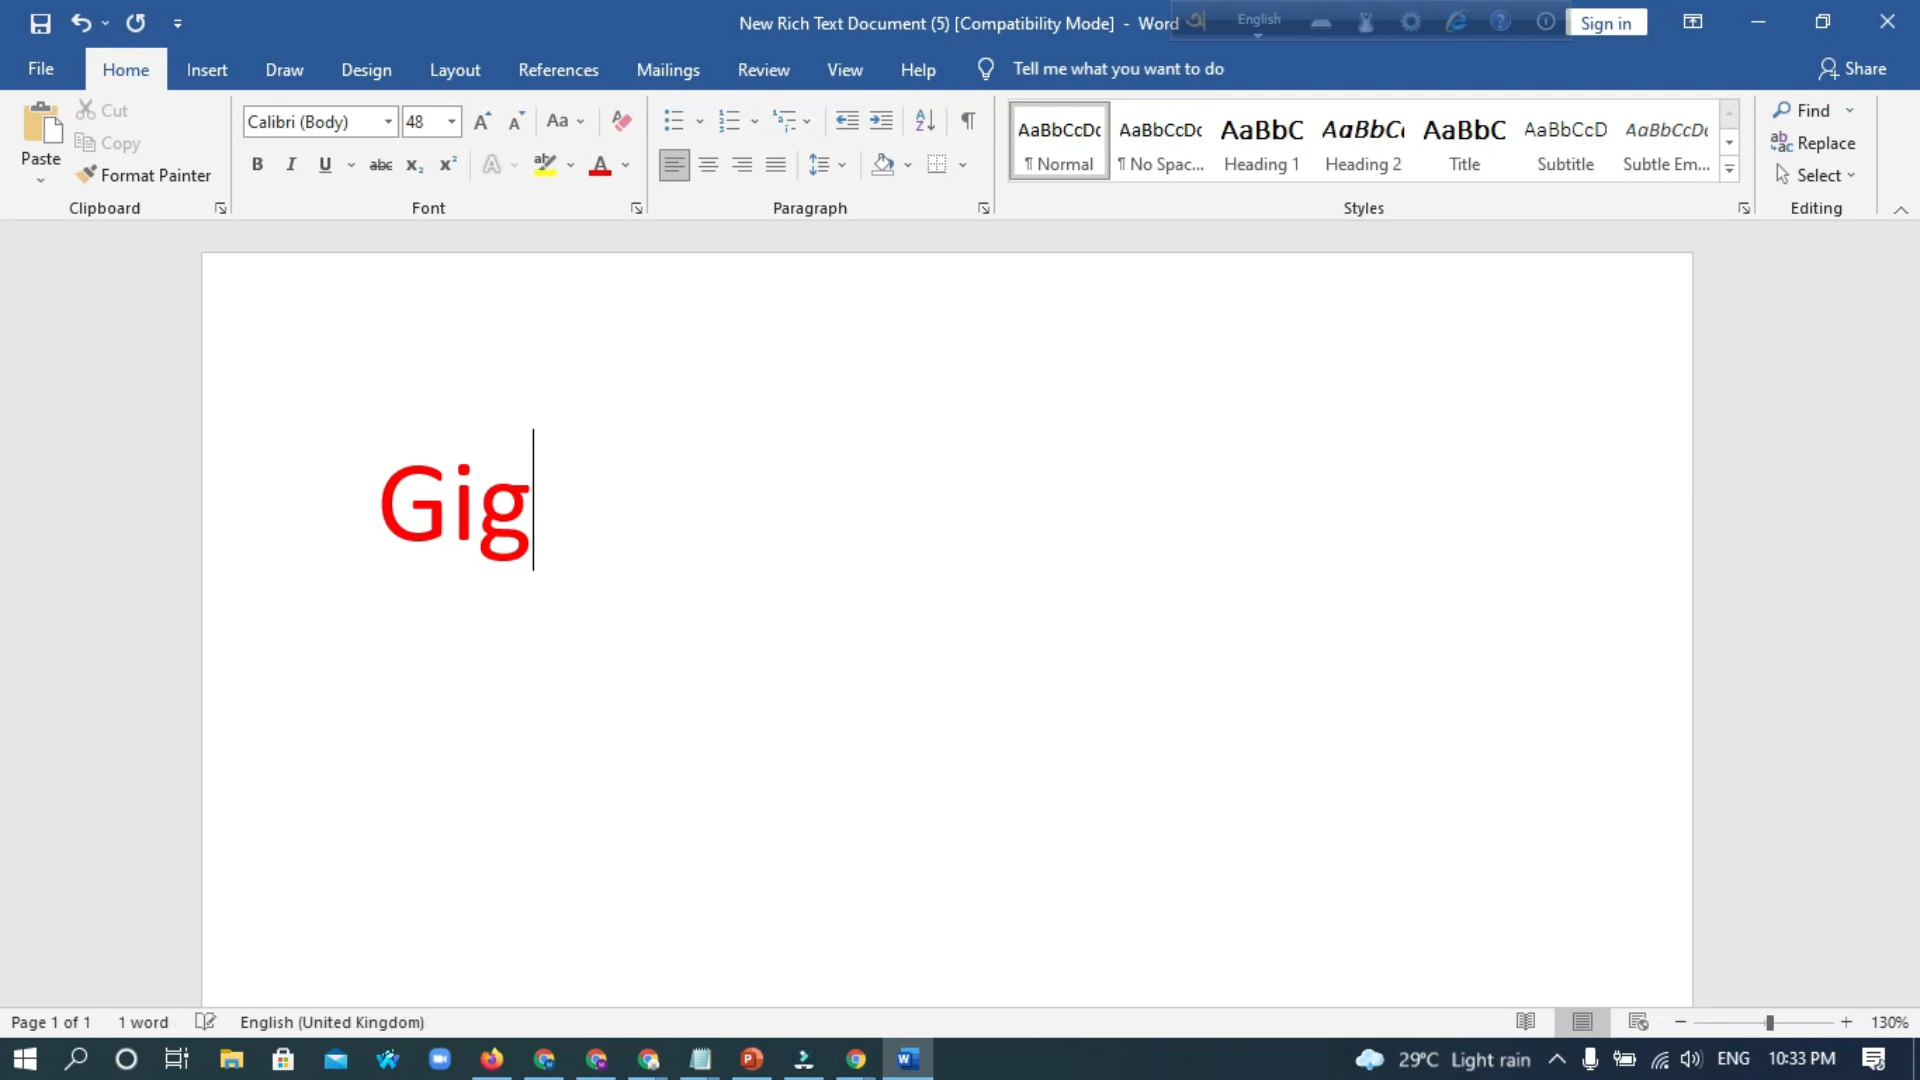 New Rich Text Document (5) [Compatibility Mode] - Word
English
Sign in
File
Home
Insert
Draw
Design
Layout
References
Mailings
Review
View
Help
Tell me what you want to do
Share
Paste
Cut
Copy
Format Painter
Clipboard
Calibri (Body)
48
Aa
B
I
U
abc
x₂
x²
A
aby
A
Font
Paragraph
AaBbCcDc
¶ Normal
AaBbCcDc
¶ No Spac...
AaBbC
Heading 1
AaBbCc
Heading 2
AaBbC
Title
AaBbCcD
Subtitle
AaBbCcDc
Subtle Em...
Styles
Find
Replace
Select
Editing
Gig
Page 1 of 1
1 word
English (United Kingdom)
130%
29°C Light rain
ENG
10:33 PM